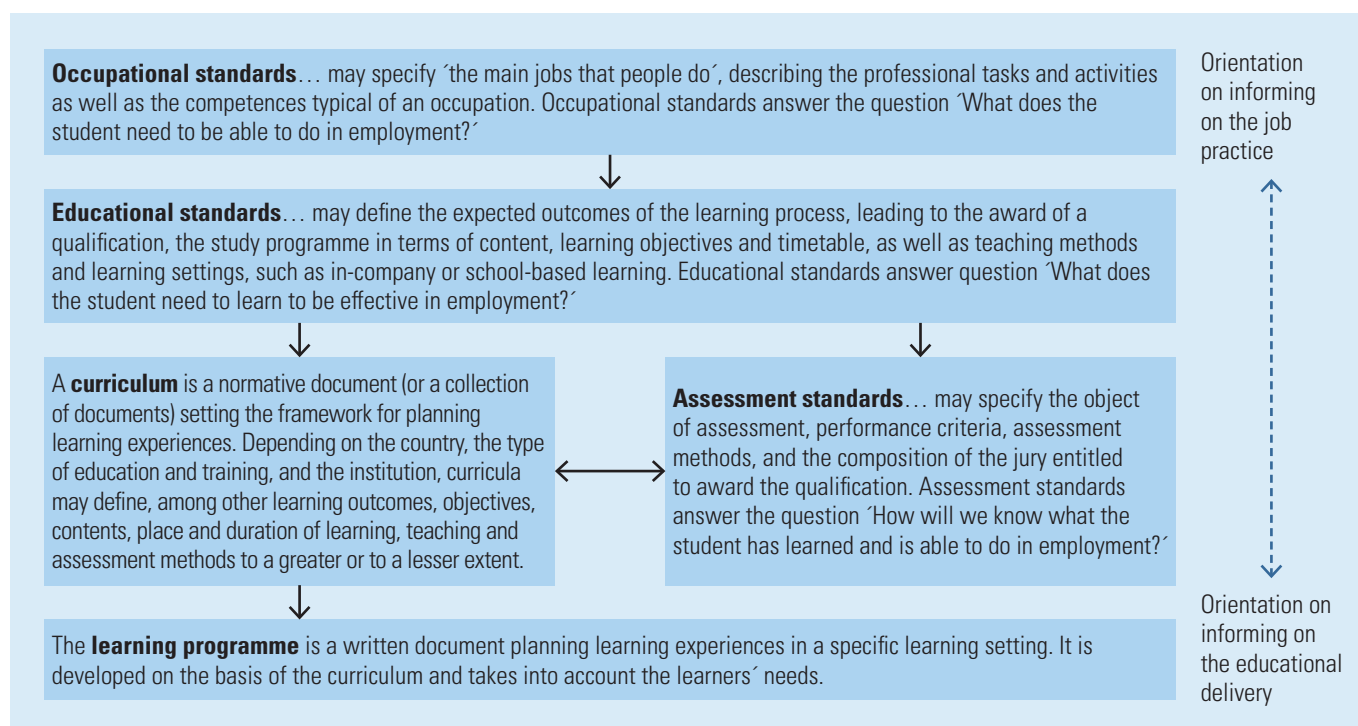 Occupational standards… may specify ´the main jobs that people do´, describing the professional tasks and activities
as well as the competences typical of an occupation. Occupational standards answer the question ´What does the
student need to be able to do in employment?´
Orientation
on informing
on the job
practice
Educational standards… may define the expected outcomes of the learning process, leading to the award of a
qualification, the study programme in terms of content, learning objectives and timetable, as well as teaching methods
and learning settings, such as in-company or school-based learning. Educational standards answer question ´What does
the student need to learn to be effective in employment?´
A curriculum is a normative document (or a collection
of documents) setting the framework for planning
learning experiences. Depending on the country, the type
of education and training, and the institution, curricula
may define, among other learning outcomes, objectives,
contents, place and duration of learning, teaching and
assessment methods to a greater or to a lesser extent.
Assessment standards… may specify the object
of assessment, performance criteria, assessment
methods, and the composition of the jury entitled
to award the qualification. Assessment standards
answer the question ´How will we know what the
student has learned and is able to do in employment?´
The learning programme is a written document planning learning experiences in a specific learning setting. It is
developed on the basis of the curriculum and takes into account the learners´ needs.
Orientation on
informing on
the educational
delivery